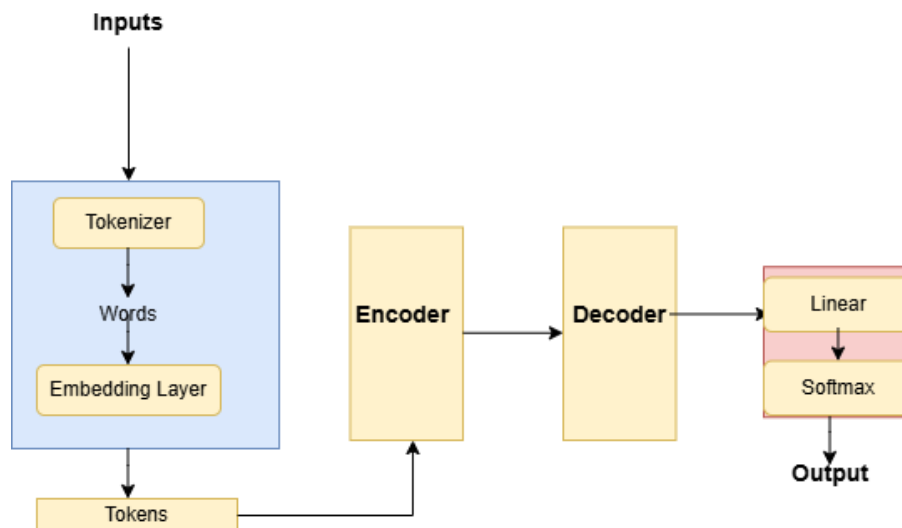 Inputs
Tokenizer
Words
Embedding Layer
Tokens
Encoder
Decoder
Linear
Softmax
Output